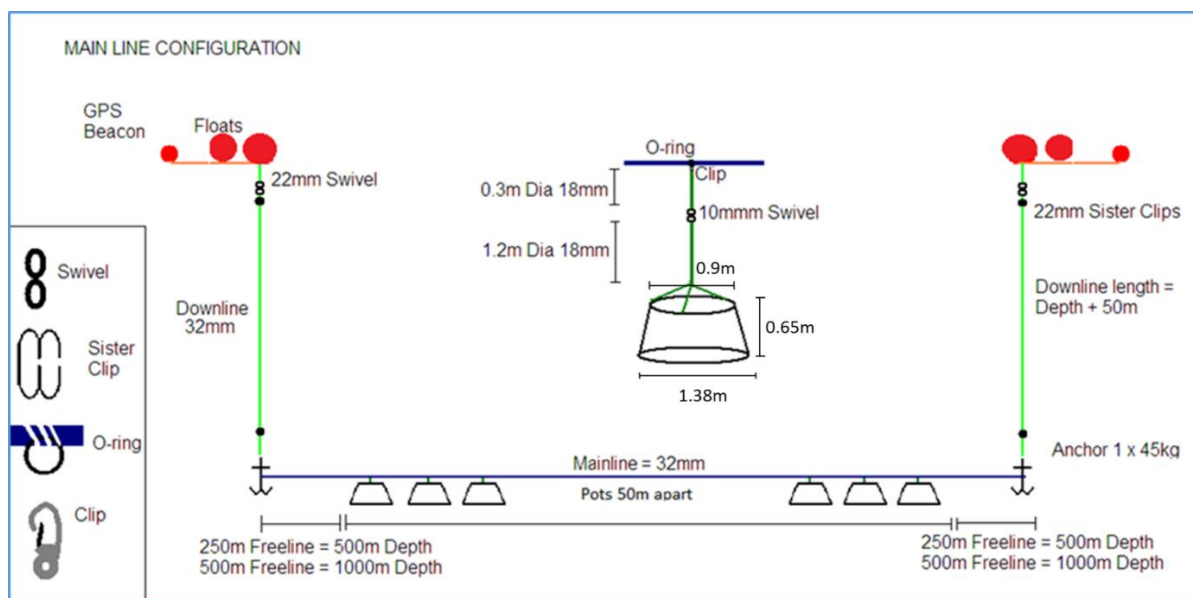 MAIN LINE CONFIGURATION
GPS
Beacon
Floats
22mm Swivel
O-ring
Clip
0.3m Dia 18mm
10mmm Swivel
1.2m Dia 18mm
0.9m
0.65m
1.38m
22mm Sister Clips
Downline length =
Depth + 50m
Downline
32mm
Swivel
Sister
Clip
O-ring
Clip
Anchor 1 x 45kg
Mainline = 32mm
Pots 50m apart
250m Freeline = 500m Depth
500m Freeline = 1000m Depth
250m Freeline = 500m Depth
500m Freeline = 1000m Depth